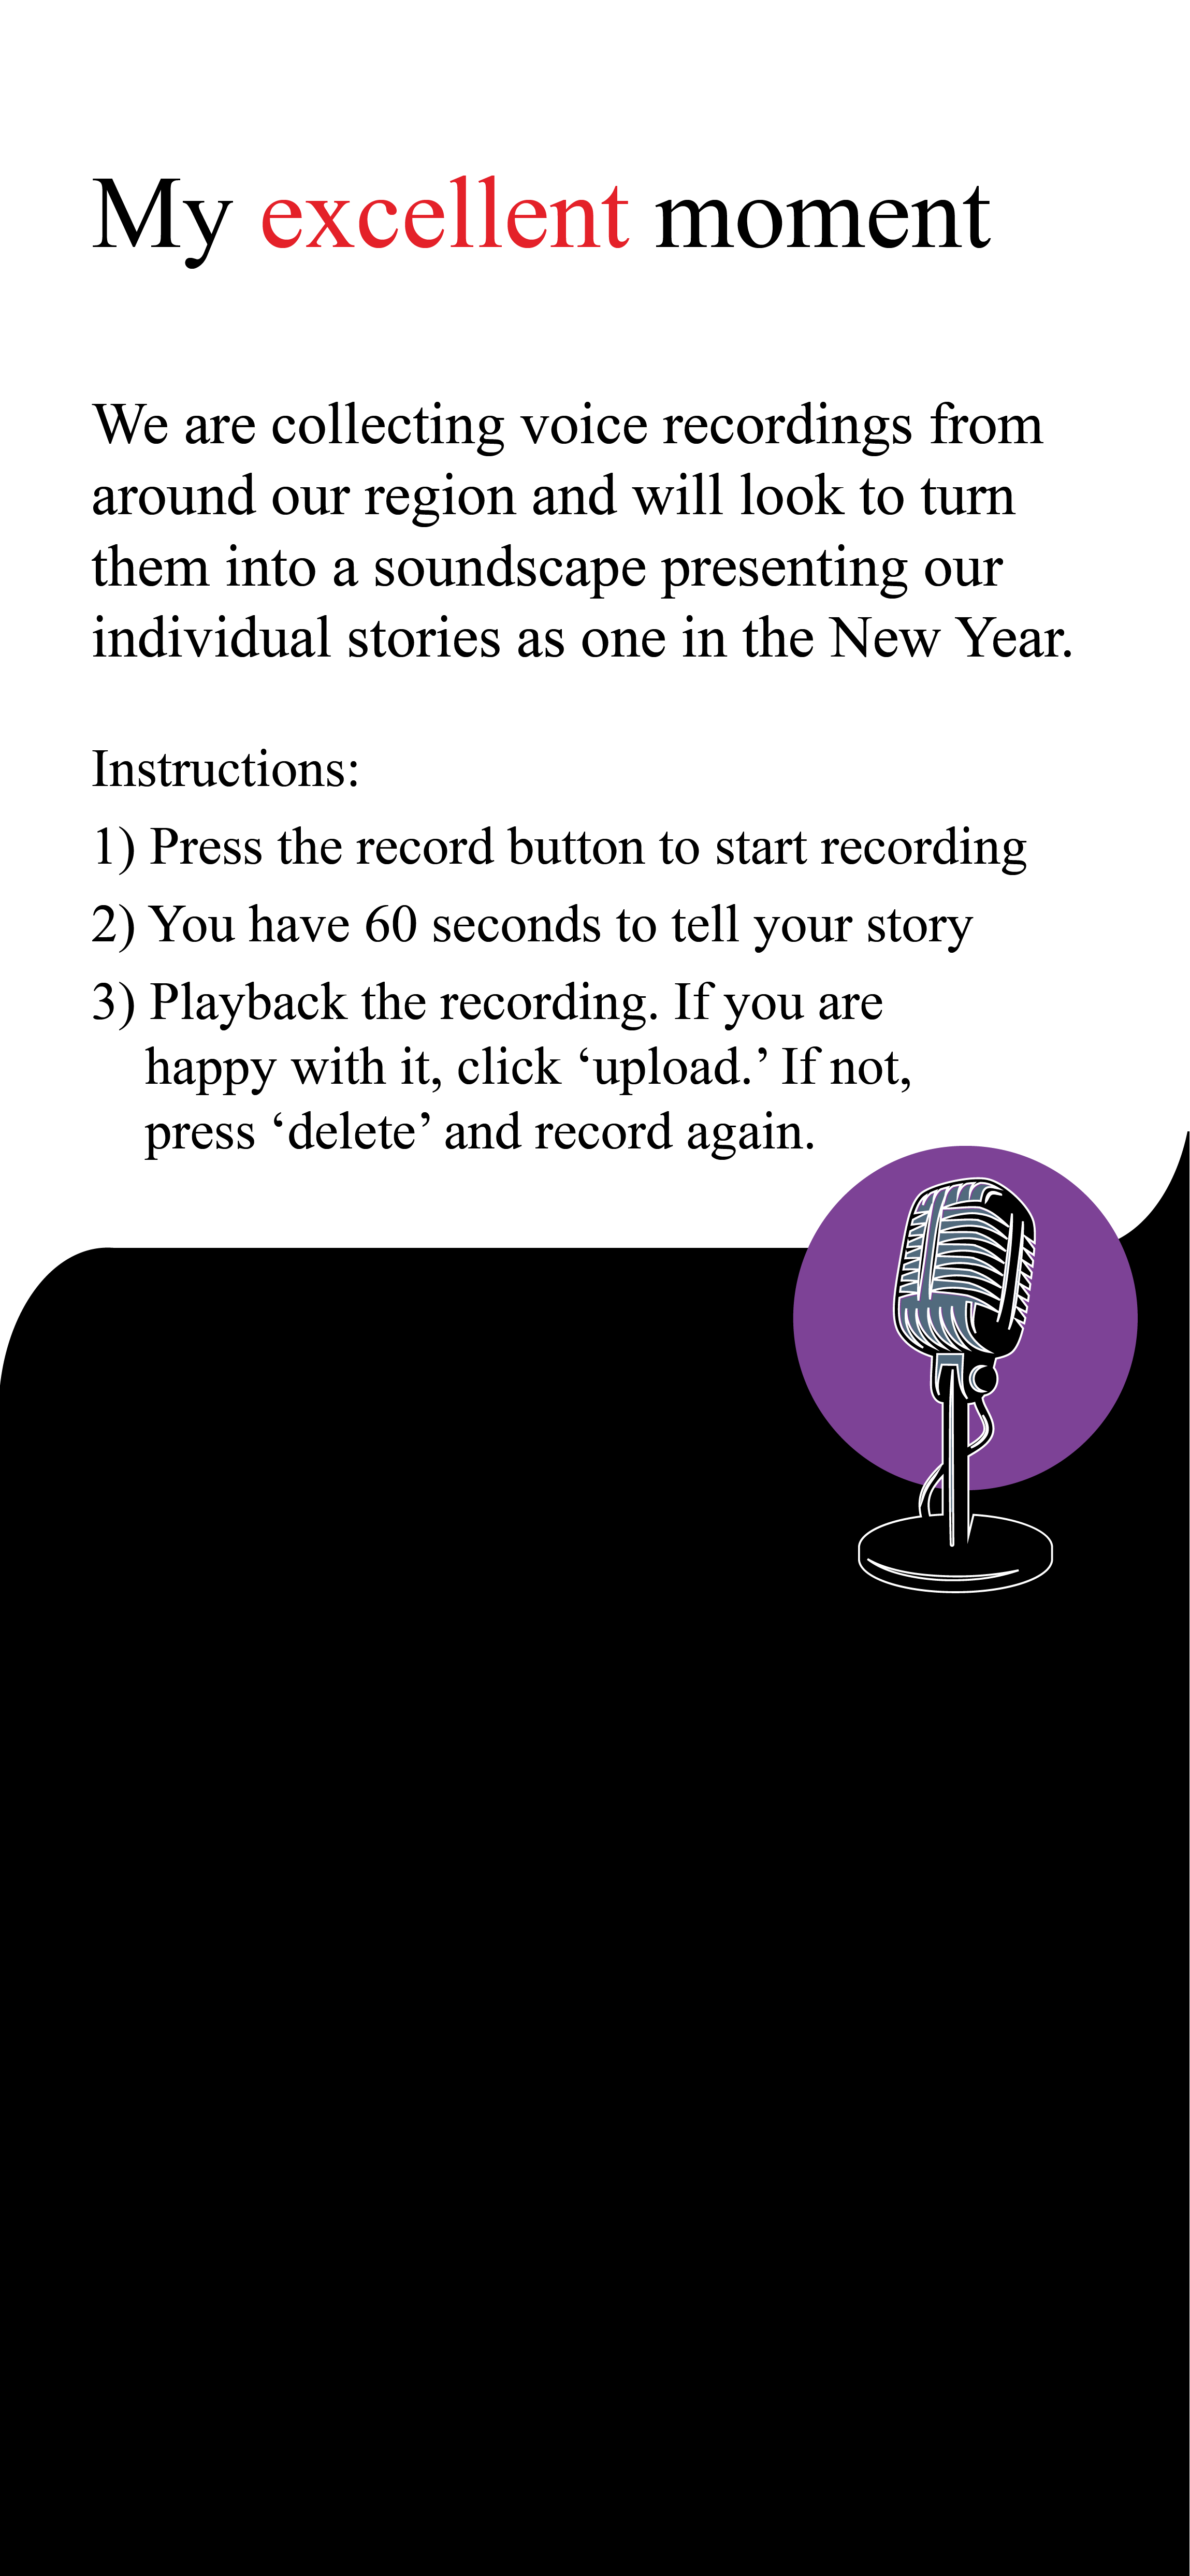 My excellent moment
We are collecting voice recordings from
around our region and will look to turn
them into a soundscape presenting our
individual stories as one in the New Year.
Instructions:
1) Press the record button to start recording
2) You have 60 seconds to tell your story
3) Playback the recording. If you are
happy with it, click ‘upload.’ If not,
press ‘delete’ and record again.